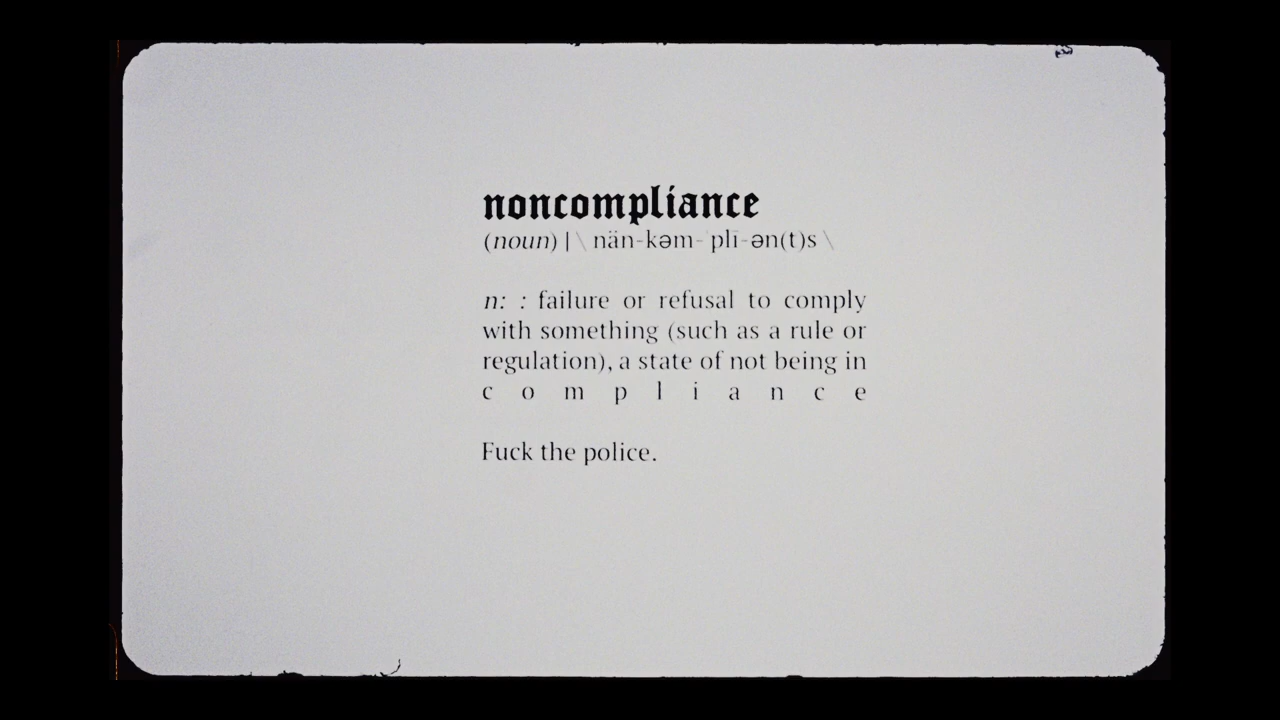 noncompliance
(noun) | \ nän-kəm-ˈplī-ən(t)s \
n: : failure or refusal to comply
with something (such as a rule or
regulation), a state of not being in
c o m p l i a n c e
Fuck the police.